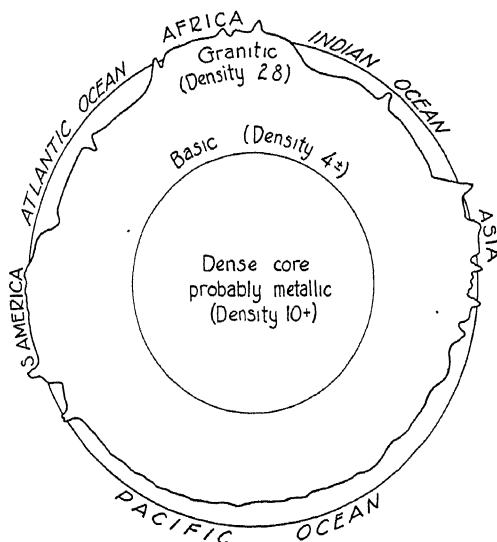 AFRICA
Granitic
(Density 2 8)
INDIAN OCEAN
ATLANTIC OCEAN
Basic (Density 4±)
ASIA
Dense core
probably metallic
(Density 10+)
S AMERICA
PACIFIC OCEAN